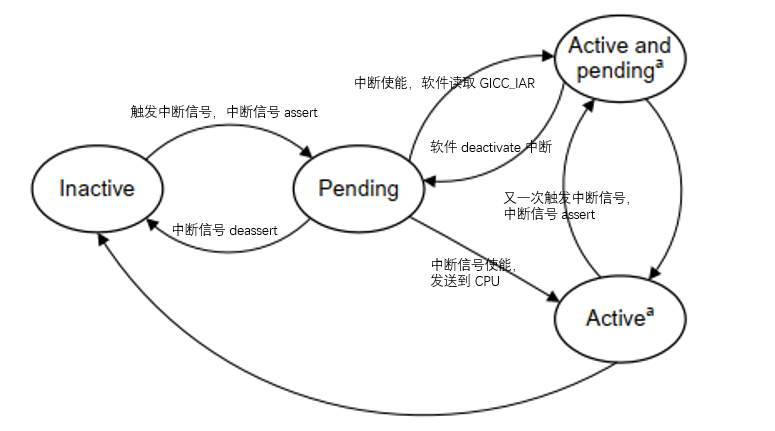 Active and
pendingᵃ
中断使能，软件读取 GICC_IAR
触发中断信号，中断信号 assert
软件 deactivate 中断
Inactive
Pending
又一次触发中断信号，
中断信号 assert
中断信号 deassert
中断信号使能，
发送到 CPU
Activeᵃ